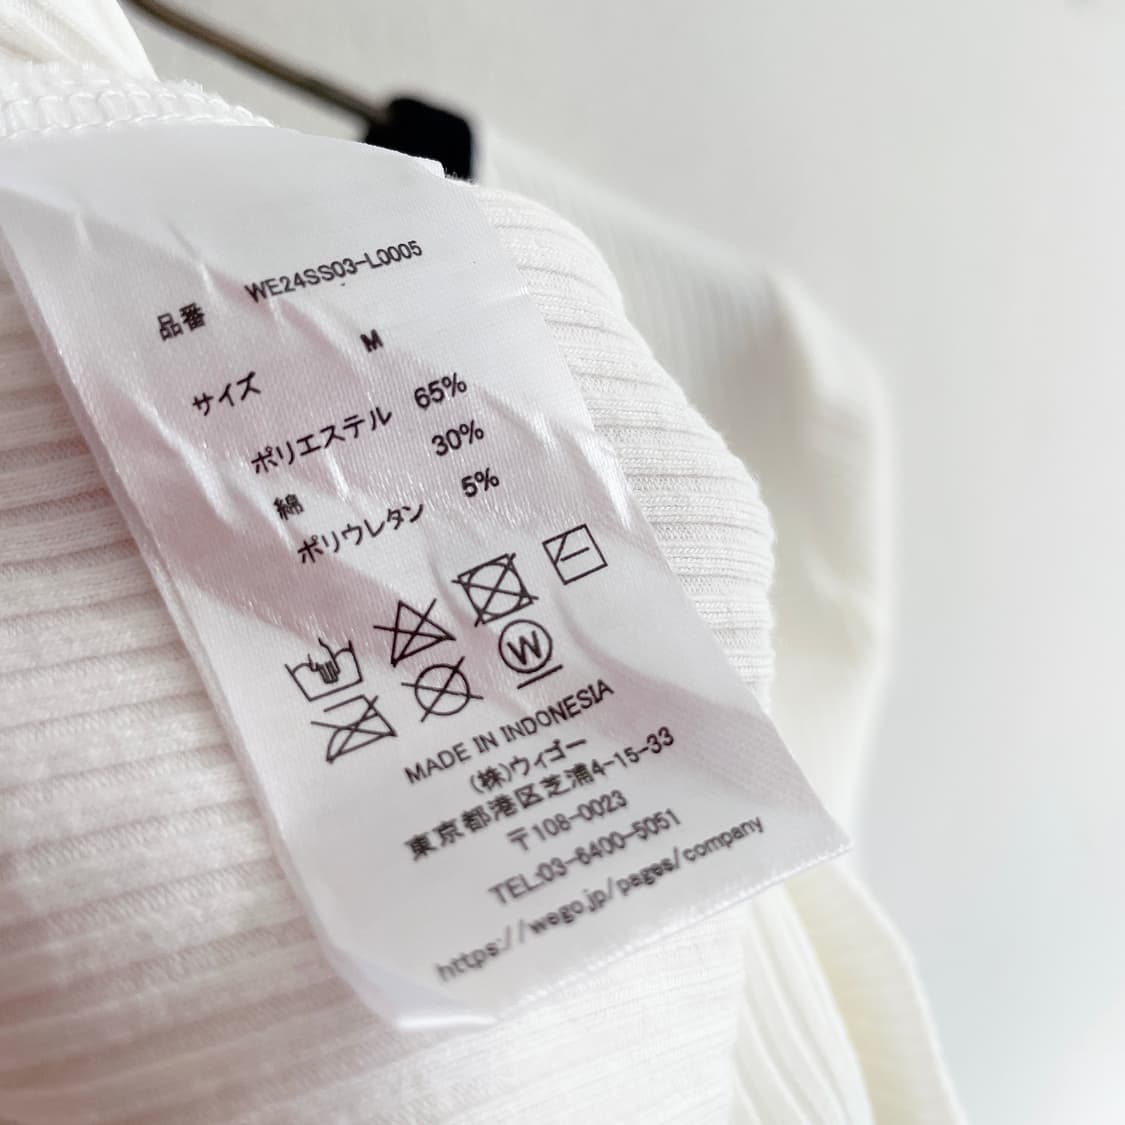 品番 WE24SS03-L0005
サイズ M
ポリエステル 65%
綿 30%
ポリウレタン 5%
W
MADE IN INDONESIA
(株)ウィゴー
東京都港区芝浦4-15-33
〒108-0023
TEL:03-6400-5051
https://wego.jp/pages/company